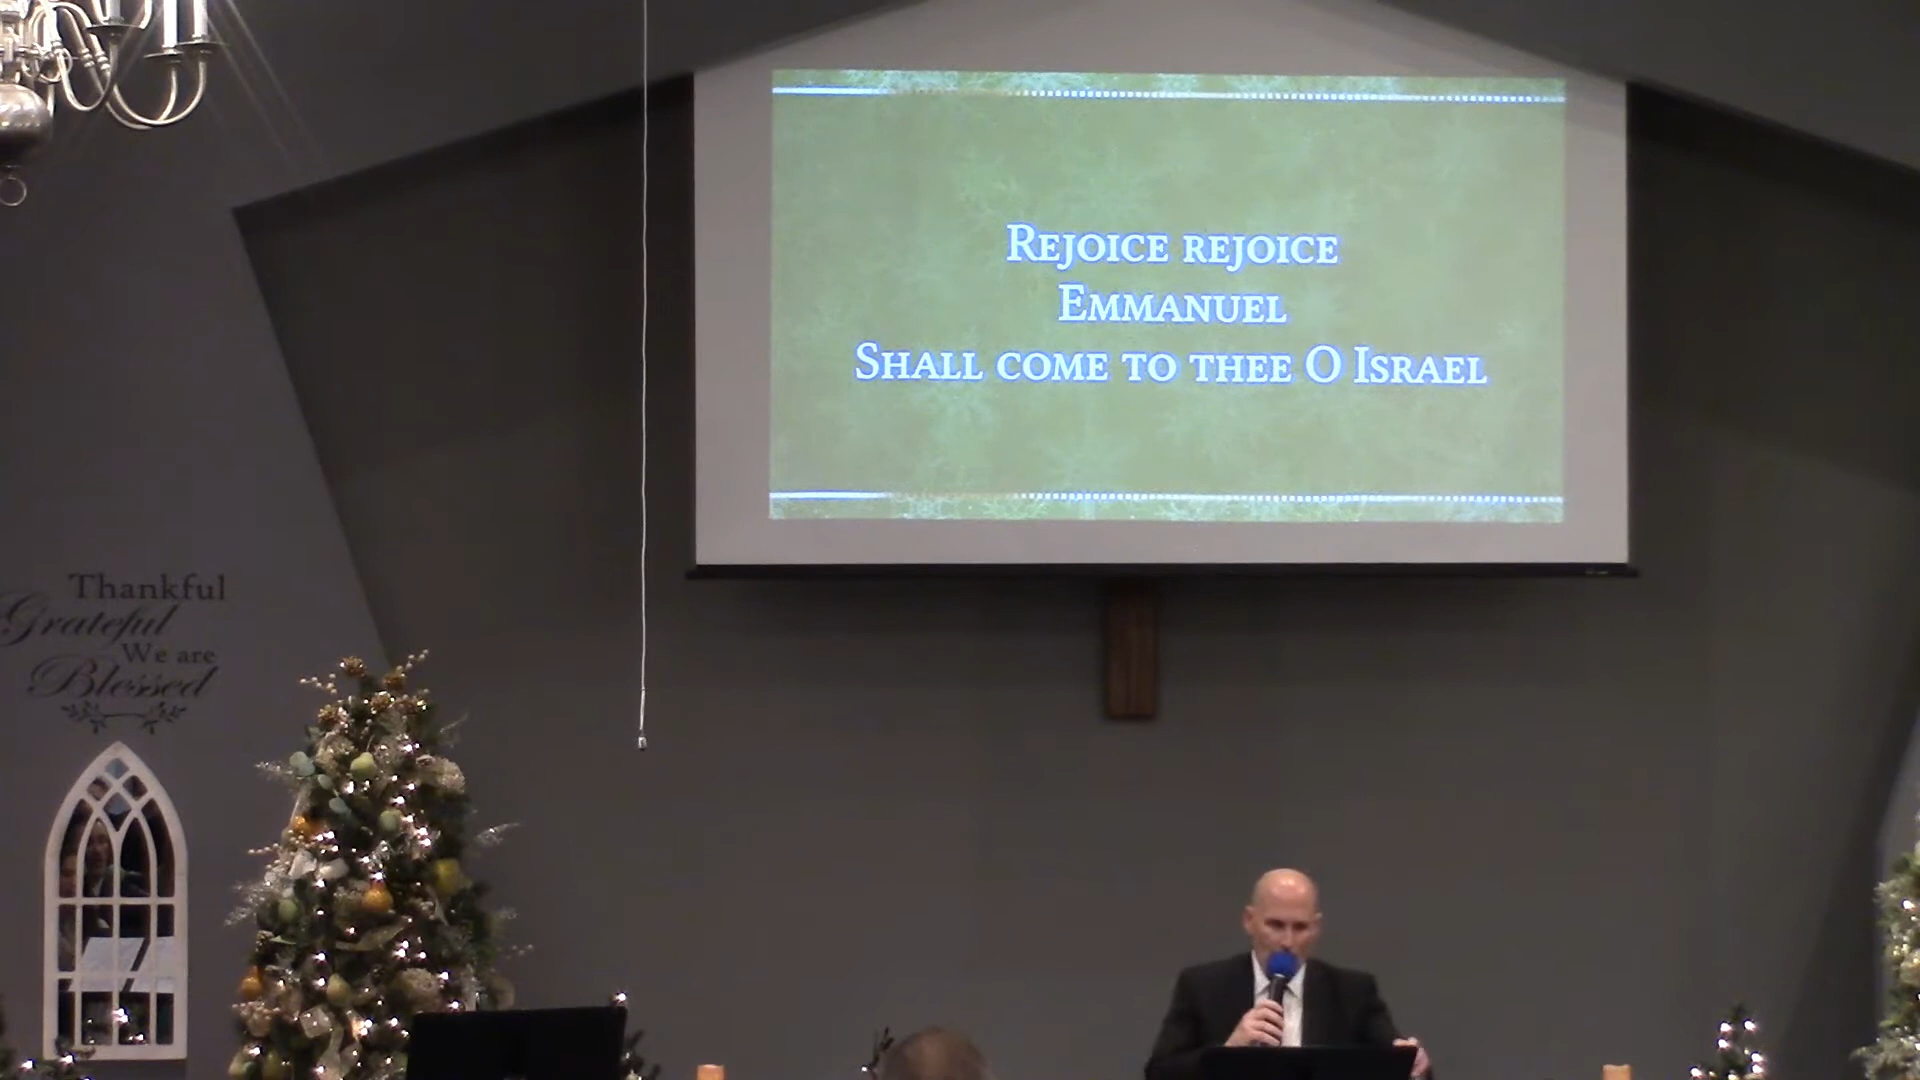 Rejoice rejoice
Emmanuel
Shall come to thee O Israel
Thankful
Grateful
We are
Blessed